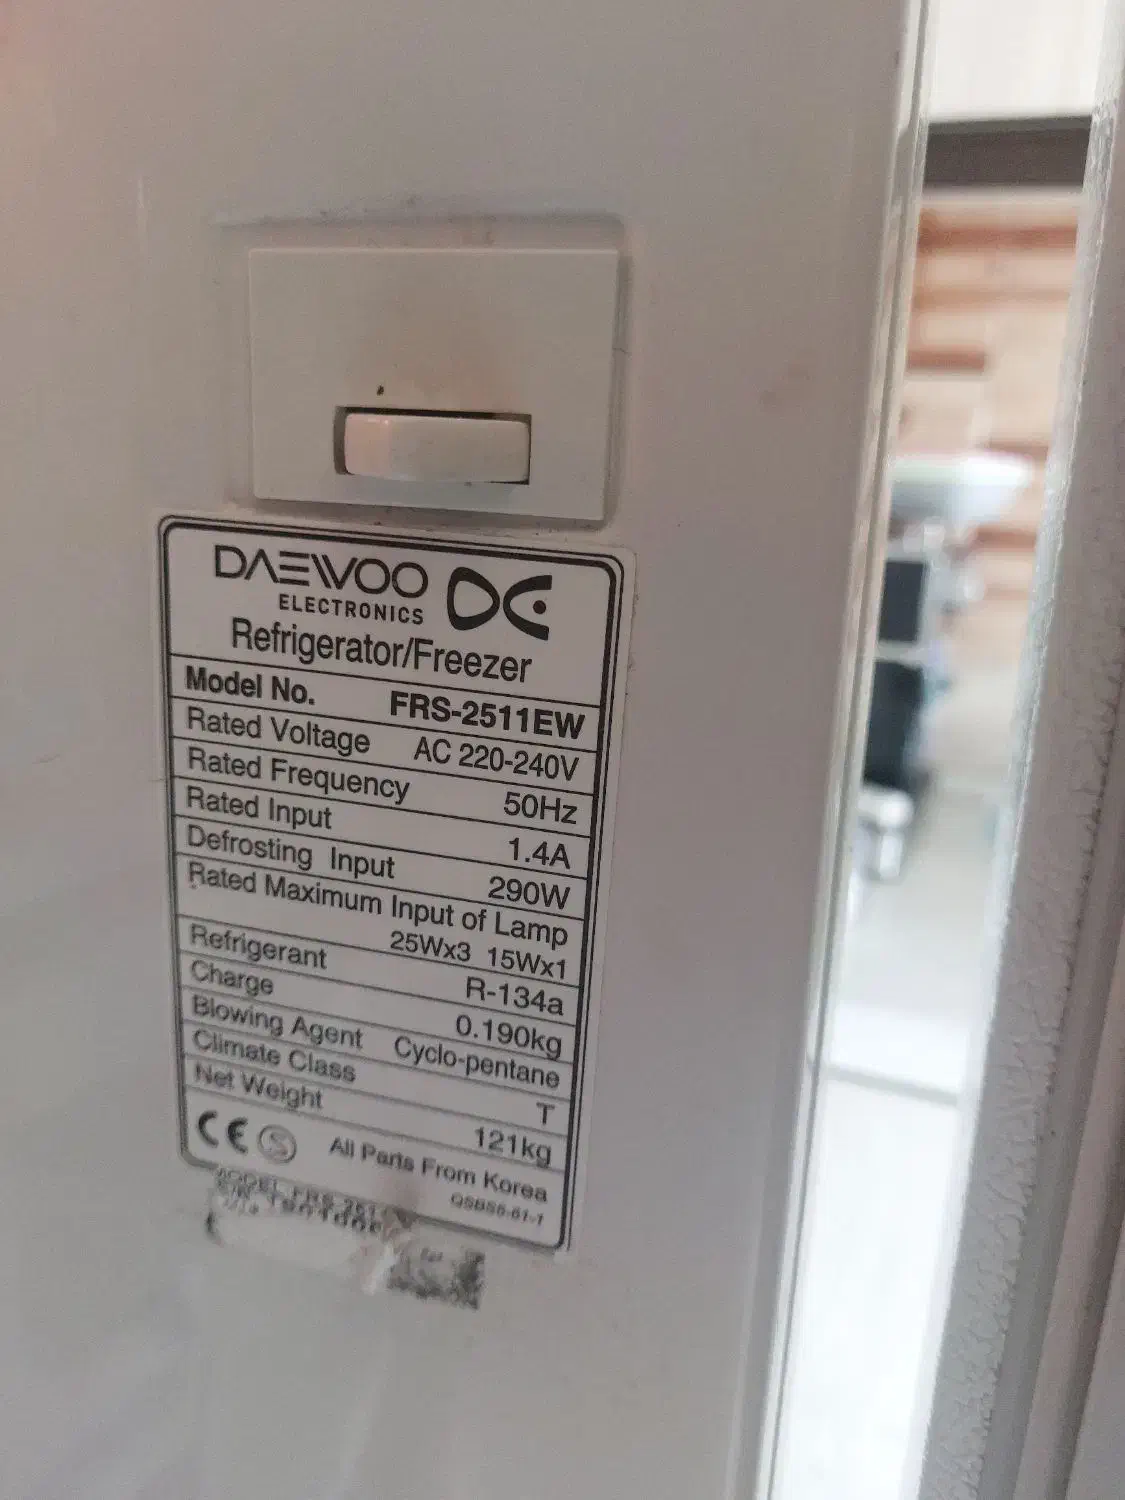 DAEWOO
ELECTRONICS
Refrigerator/Freezer
Model No. FRS-2511EW
Rated Voltage AC 220-240V
Rated Frequency 50Hz
Rated Input 1.4A
Defrosting Input 290W
Rated Maximum Input of Lamp
25Wx3 15Wx1
Refrigerant R-134a
Charge 0.190kg
Blowing Agent Cyclo-pentane
Climate Class T
Net Weight 121kg
CE S All Parts From Korea
MODEL